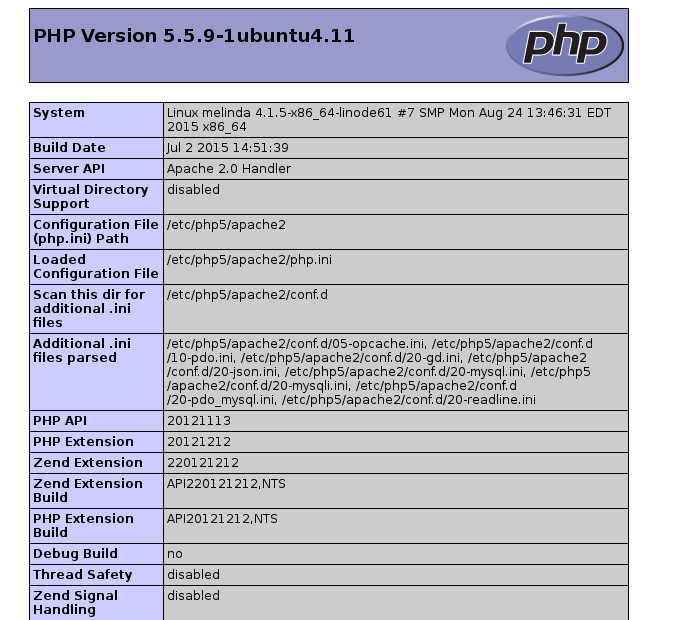 PHP Version 5.5.9-1ubuntu4.11
php
System
Linux melinda 4.1.5-x86_64-linode61 #7 SMP Mon Aug 24 13:46:31 EDT
2015 x86_64
Build Date
Jul 2 2015 14:51:39
Server API
Apache 2.0 Handler
Virtual Directory
Support
disabled
Configuration File
(php.ini) Path
/etc/php5/apache2
Loaded
Configuration File
/etc/php5/apache2/php.ini
Scan this dir for
additional .ini
files
/etc/php5/apache2/conf.d
Additional .ini
files parsed
/etc/php5/apache2/conf.d/05-opcache.ini, /etc/php5/apache2/conf.d
/10-pdo.ini, /etc/php5/apache2/conf.d/20-gd.ini, /etc/php5/apache2
/conf.d/20-json.ini, /etc/php5/apache2/conf.d/20-mysql.ini, /etc/php5
/apache2/conf.d/20-mysqli.ini, /etc/php5/apache2/conf.d
/20-pdo_mysql.ini, /etc/php5/apache2/conf.d/20-readline.ini
PHP API
20121113
PHP Extension
20121212
Zend Extension
220121212
Zend Extension
Build
API220121212,NTS
PHP Extension
Build
API20121212,NTS
Debug Build
no
Thread Safety
disabled
Zend Signal
Handling
disabled